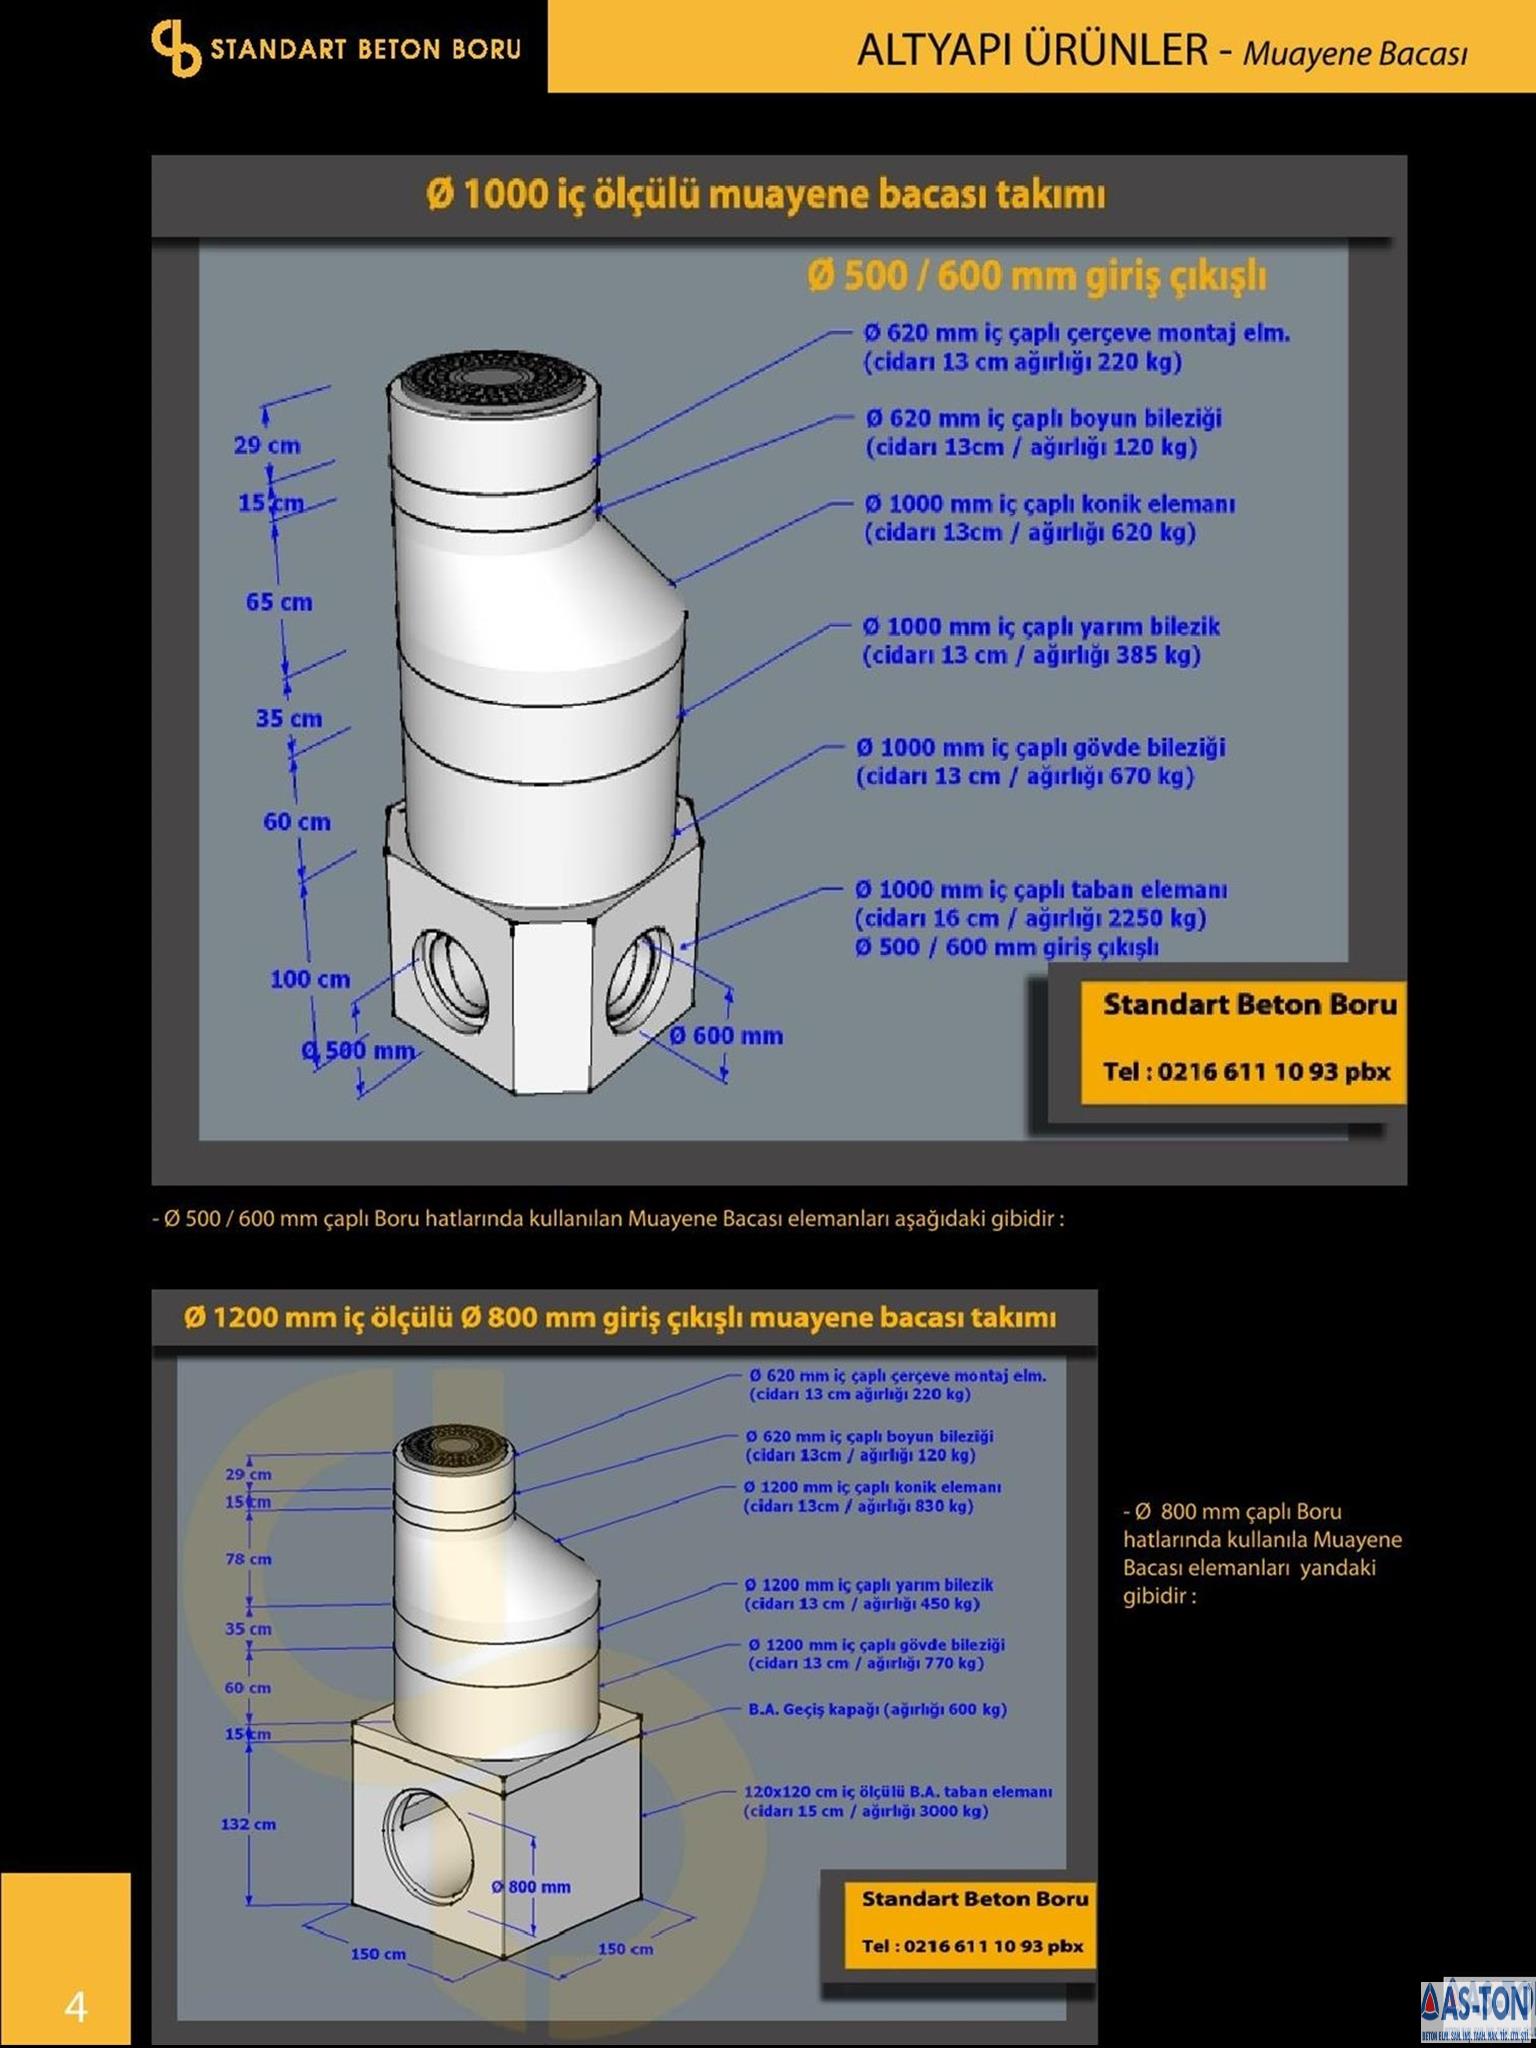 STANDART BETON BORU
ALTYAPI ÜRÜNLER - Muayene Bacası
Ø 1000 iç ölçülü muayene bacası takımı
Ø 500 / 600 mm giriş çıkışlı
Ø 620 mm iç çaplı çerçeve montaj elm.
(cidarı 13 cm ağırlığı 220 kg)
Ø 620 mm iç çaplı boyun bileziği
(cidarı 13cm / ağırlığı 120 kg)
Ø 1000 mm iç çaplı konik elemanı
(cidarı 13cm / ağırlığı 620 kg)
Ø 1000 mm iç çaplı yarım bilezik
(cidarı 13 cm / ağırlığı 385 kg)
Ø 1000 mm iç çaplı gövde bileziği
(cidarı 13 cm / ağırlığı 670 kg)
Ø 1000 mm iç çaplı taban elemanı
(cidarı 16 cm / ağırlığı 2250 kg)
Ø 500 / 600 mm giriş çıkışlı
29 cm
15 cm
65 cm
35 cm
60 cm
100 cm
Ø 500 mm
Ø 600 mm
Standart Beton Boru
Tel : 0216 611 10 93 pbx
- Ø 500 / 600 mm çaplı Boru hatlarında kullanılan Muayene Bacası elemanları aşağıdaki gibidir :
Ø 1200 mm iç ölçülü Ø 800 mm giriş çıkışlı muayene bacası takımı
Ø 620 mm iç çaplı çerçeve montaj elm.
(cidarı 13 cm ağırlığı 220 kg)
Ø 620 mm iç çaplı boyun bileziği
(cidarı 13cm / ağırlığı 120 kg)
Ø 1200 mm iç çaplı konik elemanı
(cidarı 13cm / ağırlığı 830 kg)
Ø 1200 mm iç çaplı yarım bilezik
(cidarı 13 cm / ağırlığı 450 kg)
Ø 1200 mm iç çaplı gövde bileziği
(cidarı 13 cm / ağırlığı 770 kg)
B.A. Geçiş kapağı (ağırlığı 600 kg)
120x120 cm iç ölçülü B.A. taban elemanı
(cidarı 15 cm / ağırlığı 3000 kg)
29 cm
15 cm
78 cm
35 cm
60 cm
15 cm
132 cm
Ø 800 mm
150 cm
150 cm
Standart Beton Boru
Tel : 0216 611 10 93 pbx
- Ø 800 mm çaplı Boru
hatlarında kullanıla Muayene
Bacası elemanları yandaki
gibidir :
4
AS-TON
BETON ELM. SAN. İNŞ. TAAH. NAK. TİC. LTD. ŞTİ.